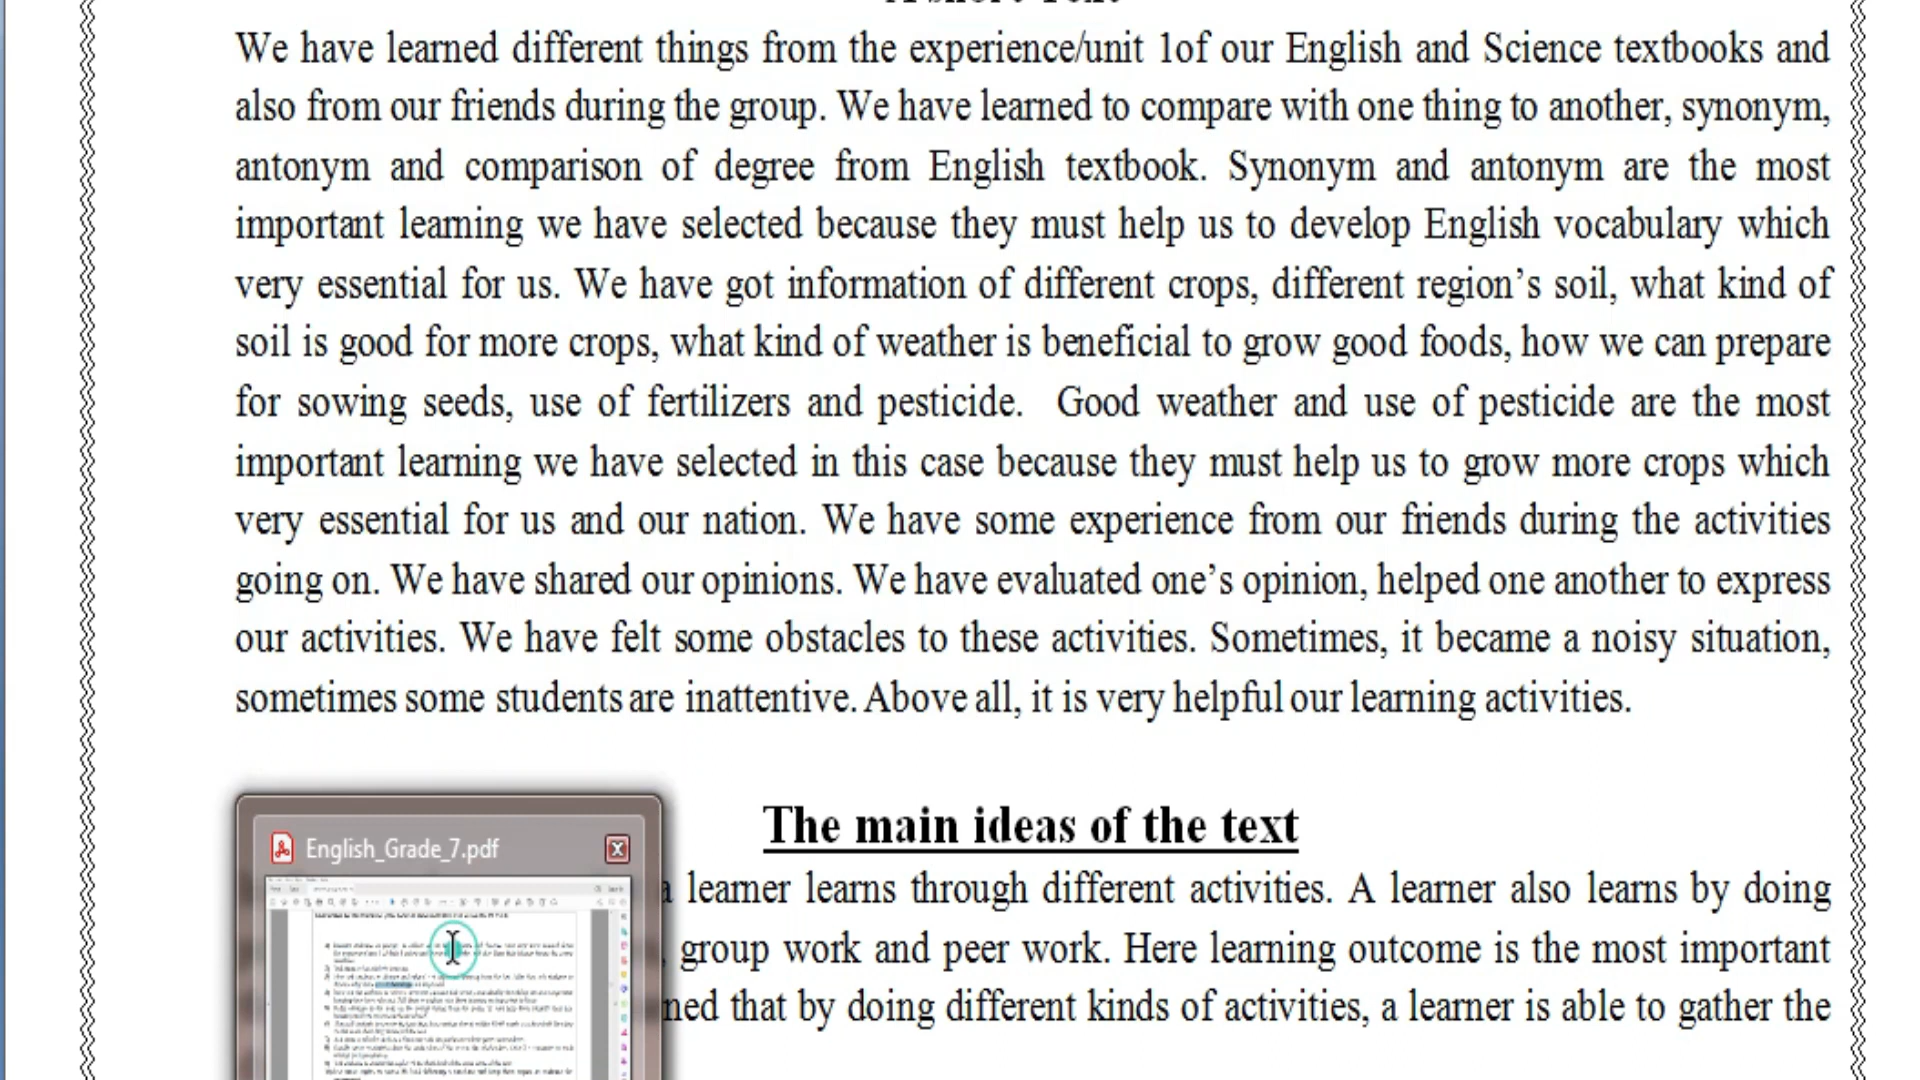 A short Text
We have learned different things from the experience/unit 1of our English and Science textbooks and
also from our friends during the group. We have learned to compare with one thing to another, synonym,
antonym and comparison of degree from English textbook. Synonym and antonym are the most
important learning we have selected because they must help us to develop English vocabulary which
very essential for us. We have got information of different crops, different region’s soil, what kind of
soil is good for more crops, what kind of weather is beneficial to grow good foods, how we can prepare
for sowing seeds, use of fertilizers and pesticide. Good weather and use of pesticide are the most
important learning we have selected in this case because they must help us to grow more crops which
very essential for us and our nation. We have some experience from our friends during the activities
going on. We have shared our opinions. We have evaluated one’s opinion, helped one another to express
our activities. We have felt some obstacles to these activities. Sometimes, it became a noisy situation,
sometimes some students are inattentive. Above all, it is very helpful our learning activities.
The main ideas of the text
English_Grade_7.pdf
a learner learns through different activities. A learner also learns by doing
, group work and peer work. Here learning outcome is the most important
ned that by doing different kinds of activities, a learner is able to gather the